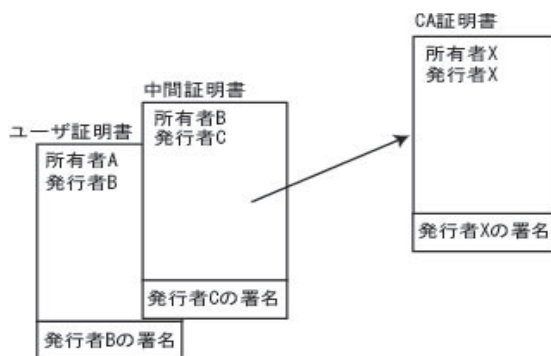 ユーザ証明書
所有者A
発行者B
発行者Bの署名
中間証明書
所有者B
発行者C
発行者Cの署名
CA証明書
所有者X
発行者X
発行者Xの署名